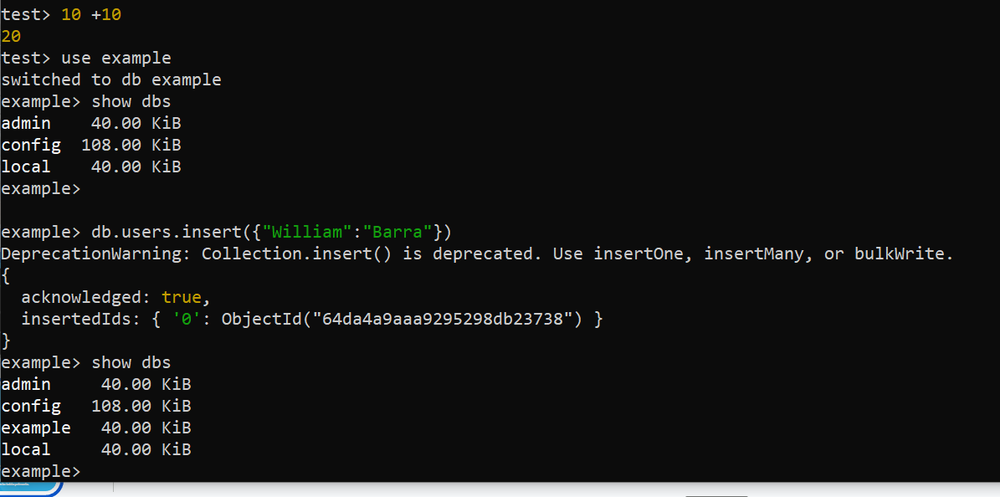 test> 10 +10
20
test> use example
switched to db example
example> show dbs
admin    40.00 KiB
config  108.00 KiB
local    40.00 KiB
example>
example> db.users.insert({"William":"Barra"})
DeprecationWarning: Collection.insert() is deprecated. Use insertOne, insertMany, or bulkWrite.
{
  acknowledged: true,
  insertedIds: { '0': ObjectId("64da4a9aaa9295298db23738") }
}
example> show dbs
admin     40.00 KiB
config   108.00 KiB
example   40.00 KiB
local     40.00 KiB
example>